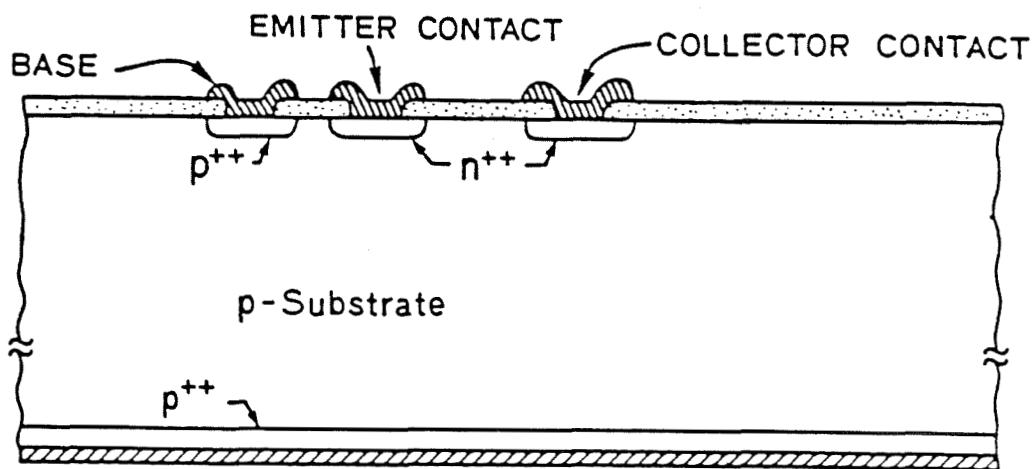 EMITTER CONTACT
COLLECTOR CONTACT
BASE
p++
n++
p-Substrate
p++